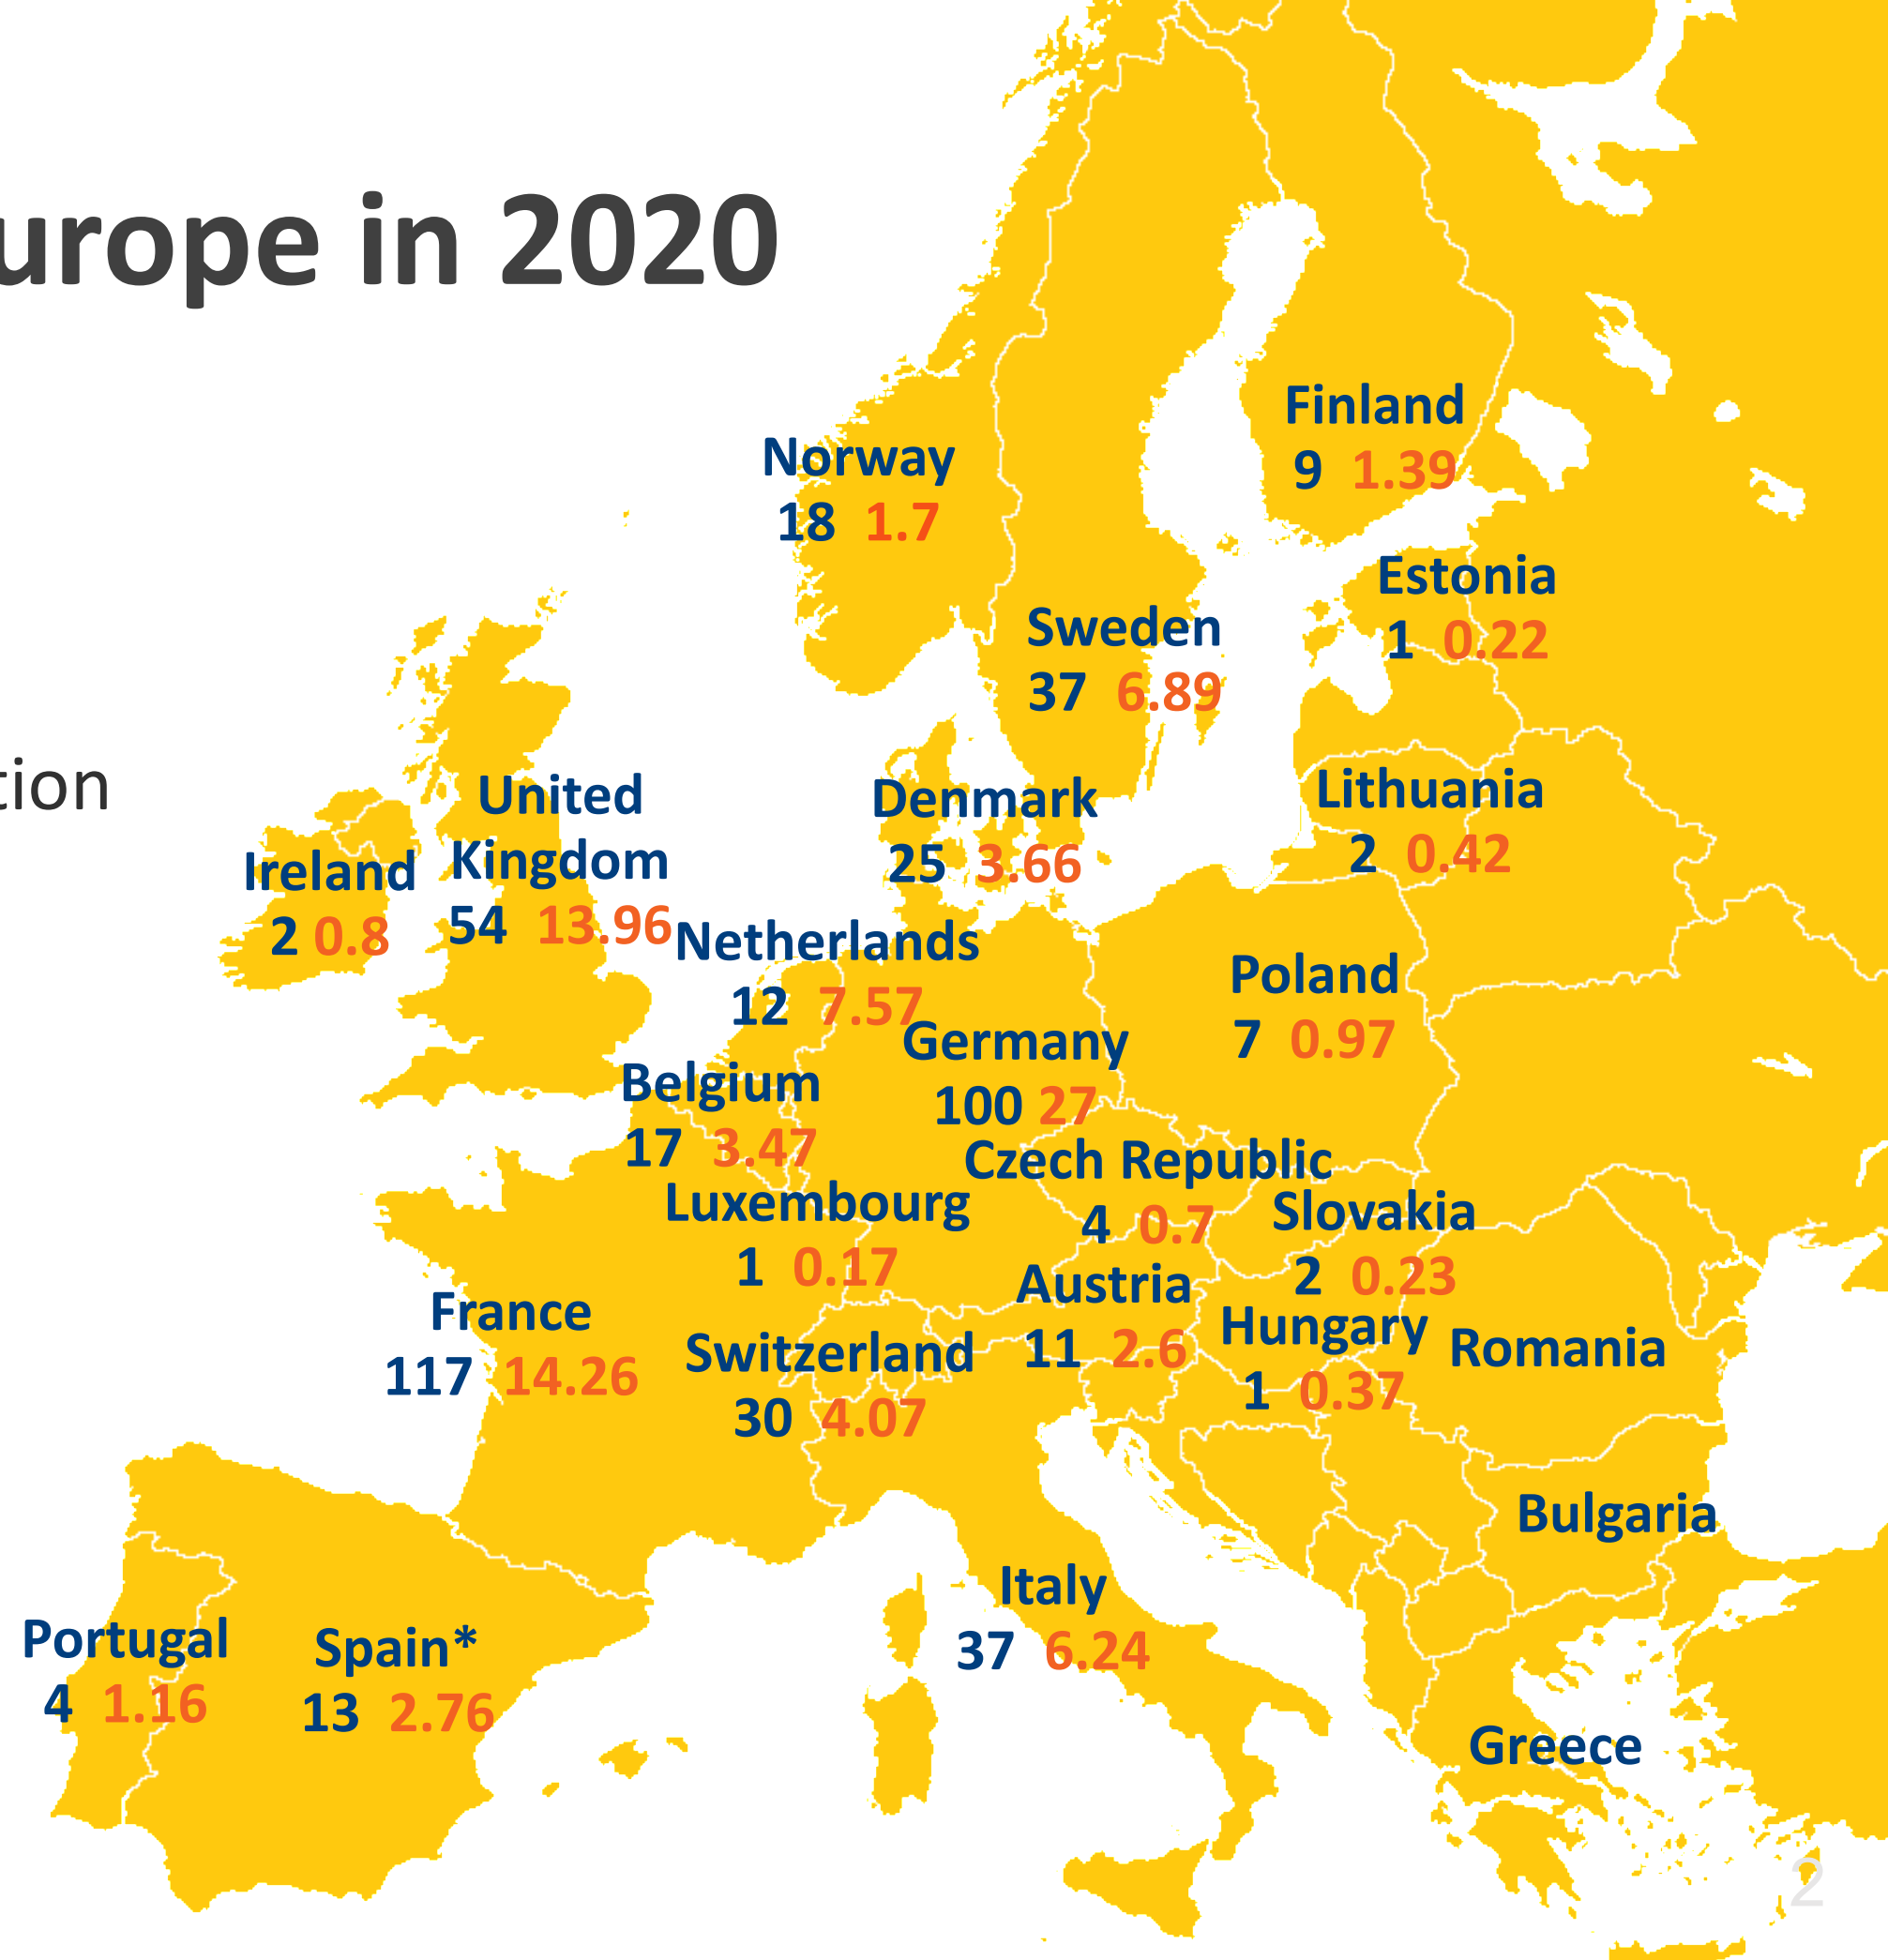 urope in 2020
Finland
9 1.39
Norway
18 1.7
Estonia
1 0.22
Sweden
37 6.89
tion
United
Kingdom
54 13.96
Denmark
25 3.66
Lithuania
2 0.42
Ireland
2 0.8
Netherlands
12 7.57
Poland
7 0.97
Germany
100 27
Belgium
17 3.47
Czech Republic
4 0.7
Luxembourg
1 0.17
Slovakia
2 0.23
Austria
11 2.6
France
117 14.26
Switzerland
30 4.07
Hungary
1 0.37
Romania
Bulgaria
Italy
37 6.24
Portugal
4 1.16
Spain*
13 2.76
Greece
2